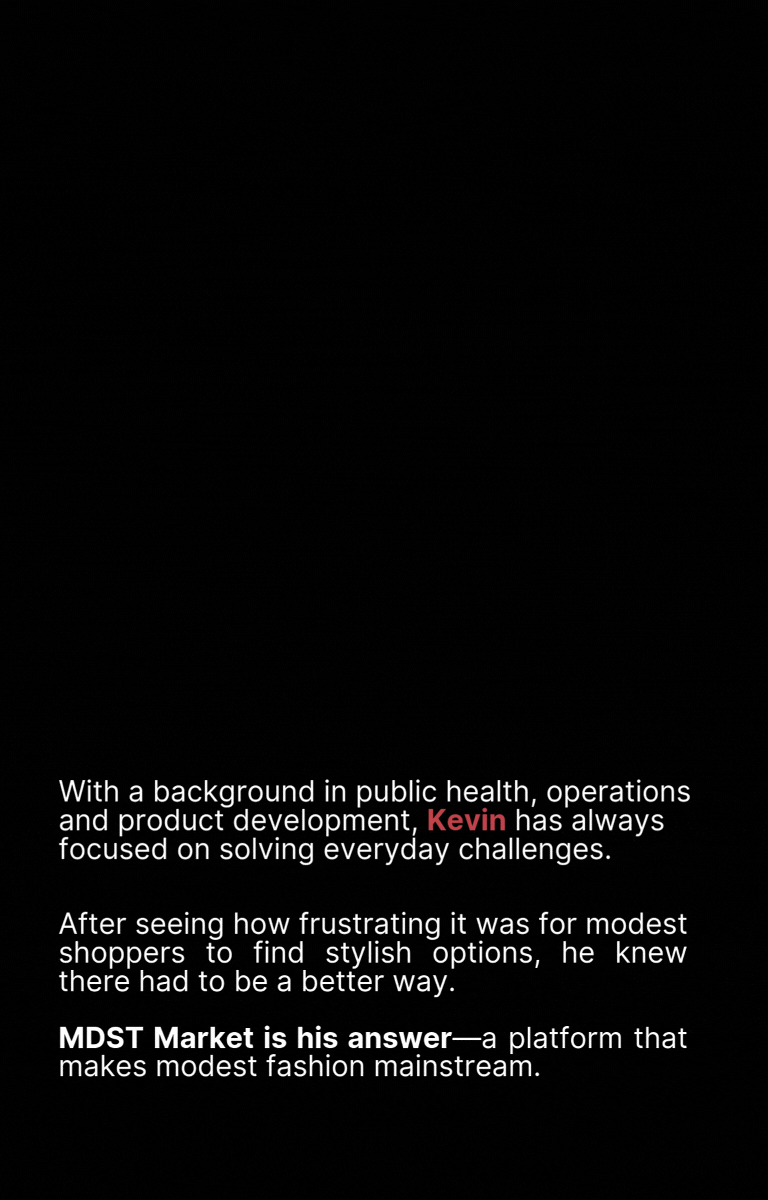 With a background in public health, operations
and product development, Kevin has always
focused on solving everyday challenges.
After seeing how frustrating it was for modest
shoppers to find stylish options, he knew
there had to be a better way.
MDST Market is his answer—a platform that
makes modest fashion mainstream.